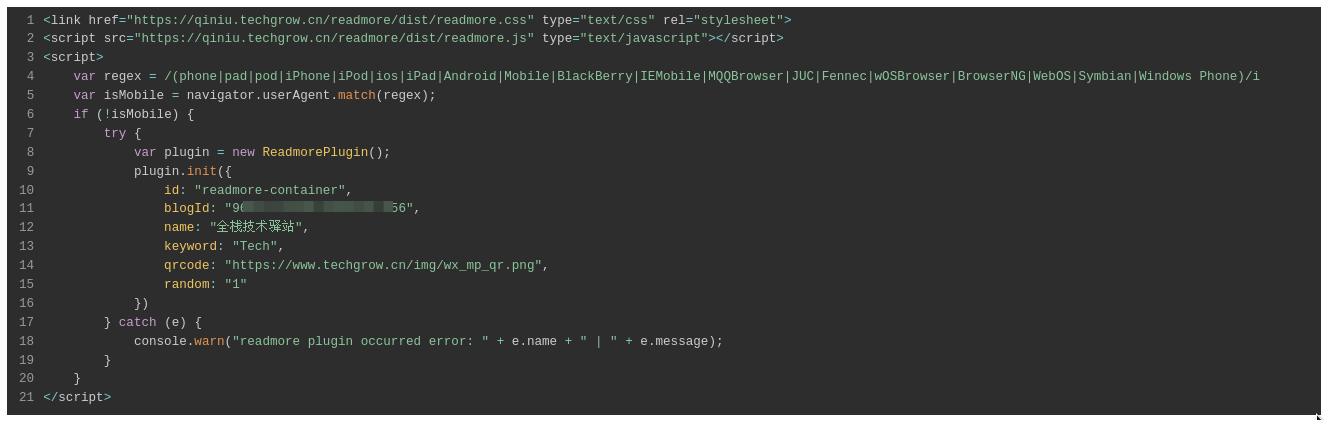 1 <link href="https://qiniu.techgrow.cn/readmore/dist/readmore.css" type="text/css" rel="stylesheet">
2 <script src="https://qiniu.techgrow.cn/readmore/dist/readmore.js" type="text/javascript"></script>
3 <script>
4     var regex = /(phone|pad|pod|iPhone|iPod|ios|iPad|Android|Mobile|BlackBerry|IEMobile|MQQBrowser|JUC|Fennec|wOSBrowser|BrowserNG|WebOS|Symbian|Windows Phone)/i
5     var isMobile = navigator.userAgent.match(regex);
6     if (!isMobile) {
7         try {
8             var plugin = new ReadmorePlugin();
9             plugin.init({
10                 id: "readmore-container",
11                 blogId: "96 56",
12                 name: "全栈技术驿站",
13                 keyword: "Tech",
14                 qrcode: "https://www.techgrow.cn/img/wx_mp_qr.png",
15                 random: "1"
16             })
17         } catch (e) {
18             console.warn("readmore plugin occurred error: " + e.name + " | " + e.message);
19         }
20     }
21 </script>